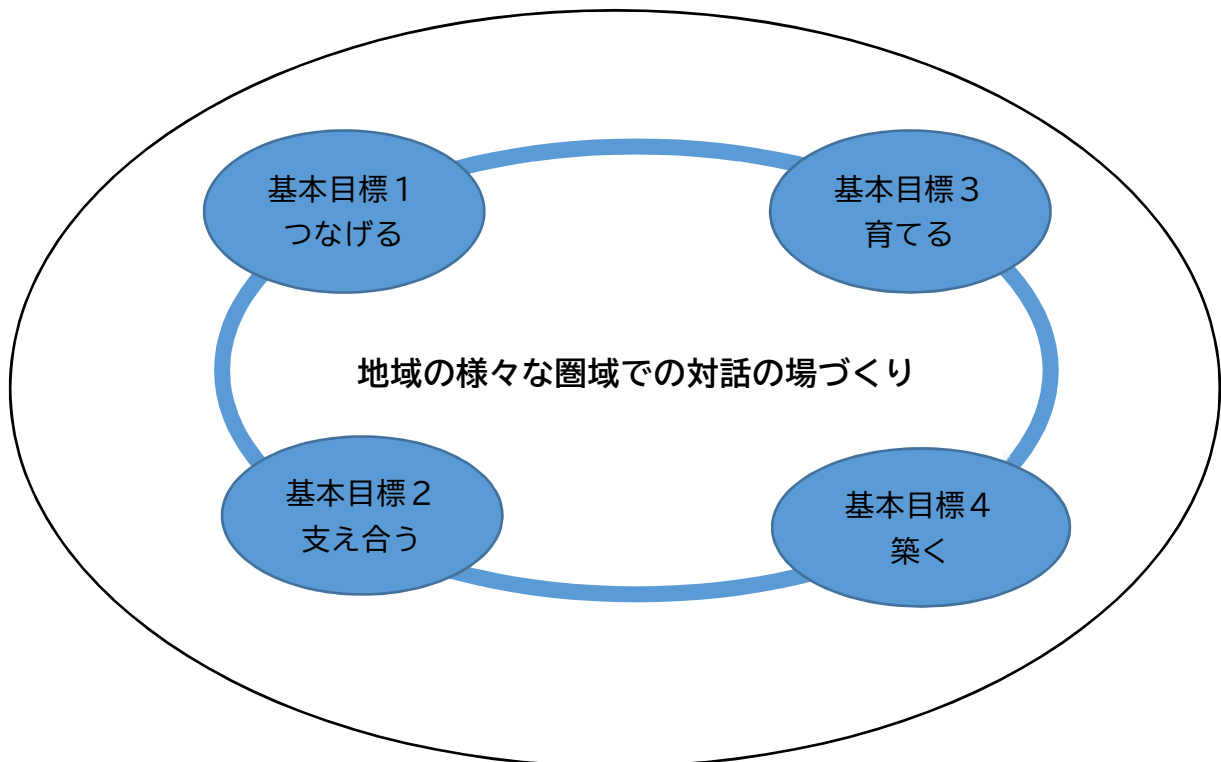 基本目標１
つなげる
基本目標３
育てる
地域の様々な圏域での対話の場づくり
基本目標２
支え合う
基本目標４
築く